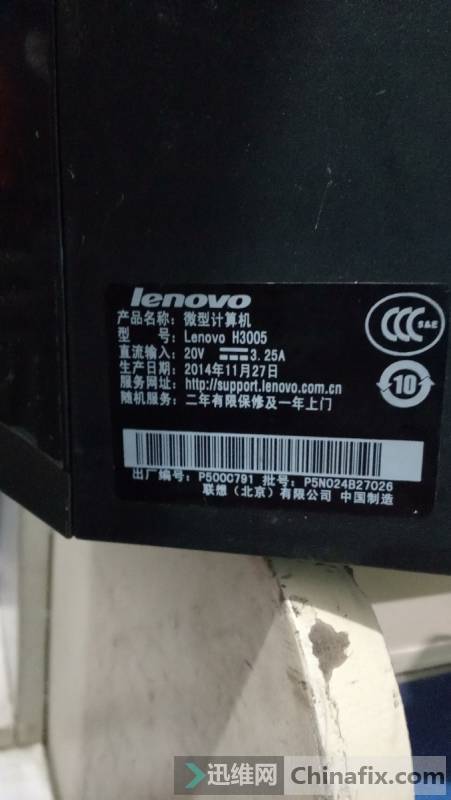 lenovo
产品名称: 微型计算机
型 号: Lenovo H3005
直流输入: 20V 3.25A
生产日期: 2014年11月27日
服务网址: http://support.lenovo.com.cn
随机服务: 二年有限保修及一年上门
CCC S&E
10
出厂编号: P500C791 批号: P5N024B27026
联想 (北京) 有限公司 中国制造
迅维网 Chinafix.com